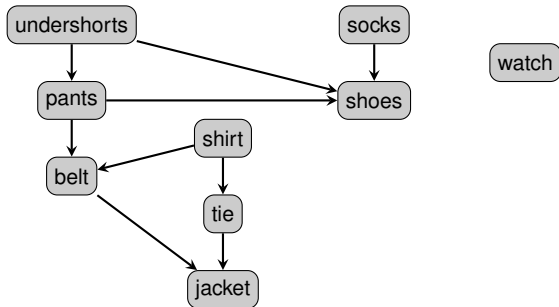 undershorts
socks
watch
pants
shoes
shirt
belt
tie
jacket